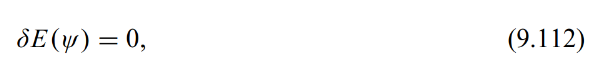 δE(ψ) = 0, (9.112)